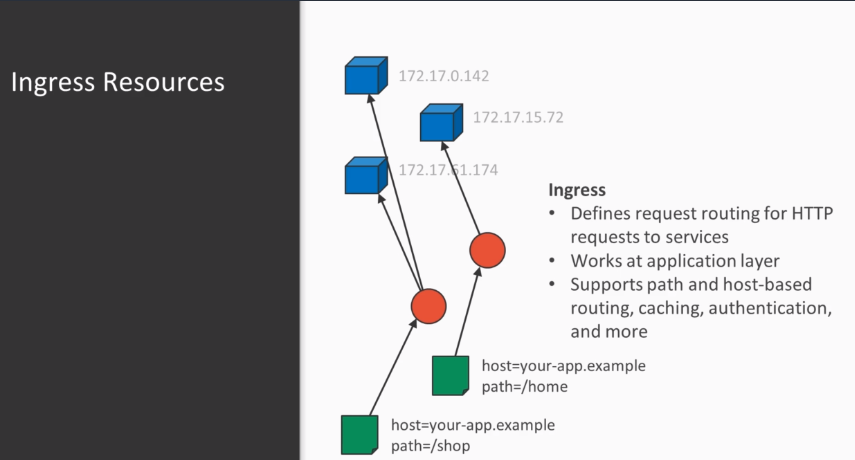 Ingress Resources
172.17.0.142
172.17.15.72
172.17.61.174
Ingress
• Defines request routing for HTTP
requests to services
• Works at application layer
• Supports path and host-based
routing, caching, authentication,
and more
host=your-app.example
path=/home
host=your-app.example
path=/shop